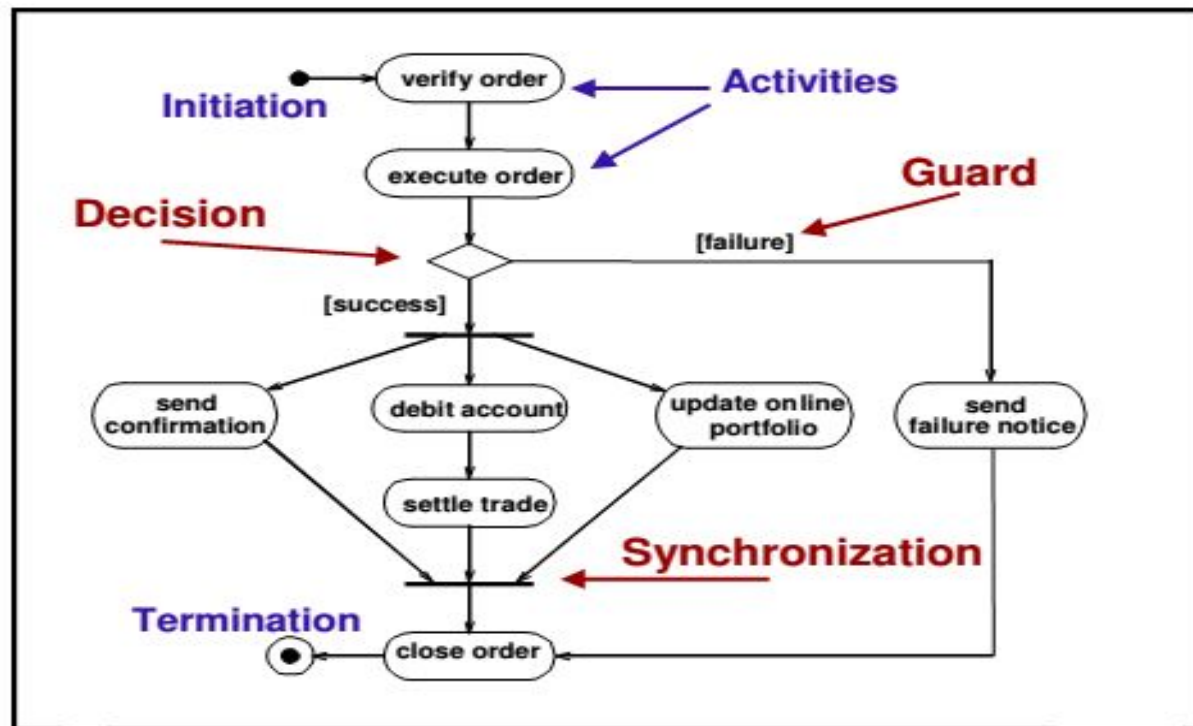 verify order
Activities
Initiation
execute order
Guard
Decision
[failure]
[success]
send
confirmation
debit account
update online
portfolio
send
failure notice
settle trade
Synchronization
Termination
close order